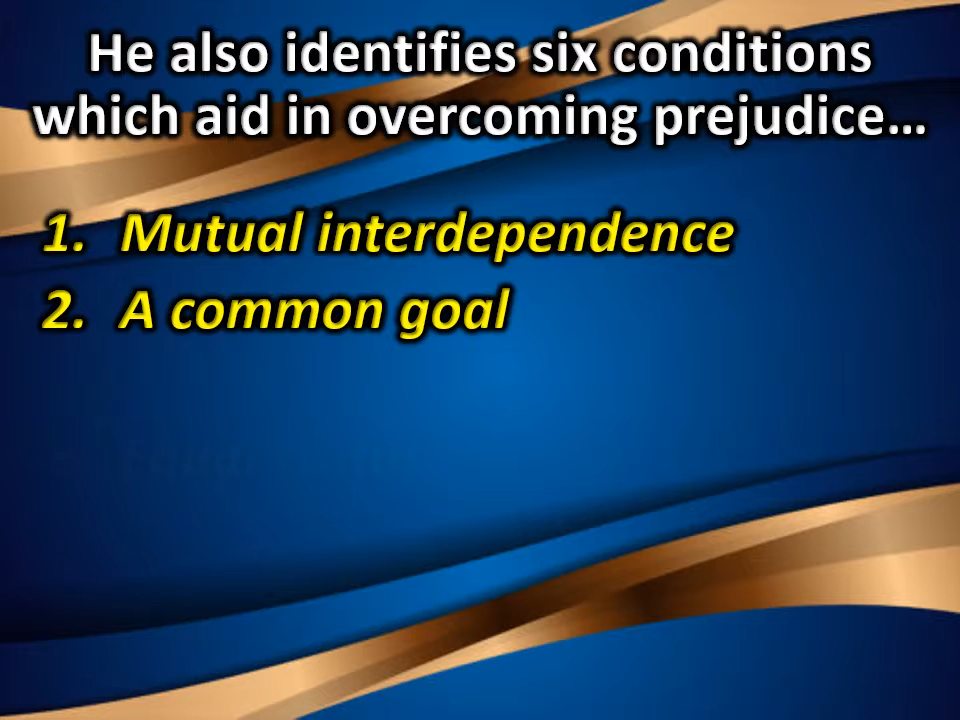 He also identifies six conditions
which aid in overcoming prejudice…
1. Mutual interdependence
2. A common goal